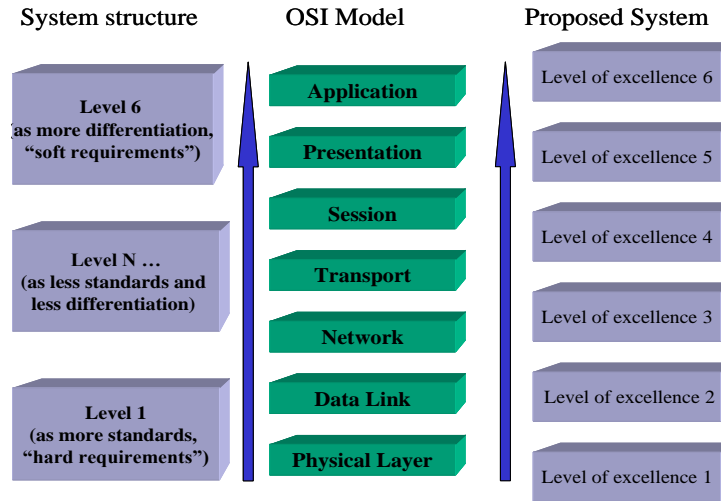 System structure
OSI Model
Proposed System
Level 6
(as more differentiation,
“soft requirements”)
Level N …
(as less standards and
less differentiation)
Level 1
(as more standards,
“hard requirements”)
Application
Presentation
Session
Transport
Network
Data Link
Physical Layer
Level of excellence 6
Level of excellence 5
Level of excellence 4
Level of excellence 3
Level of excellence 2
Level of excellence 1